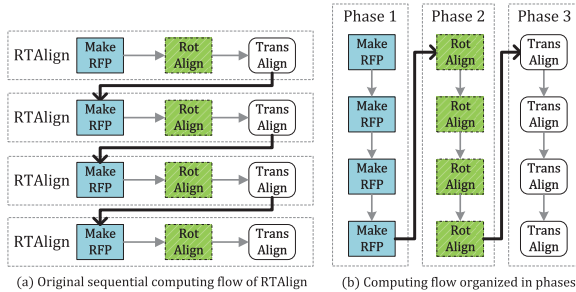 RTAlign
Make
RFP
Rot
Align
Trans
Align
RTAlign
Make
RFP
Rot
Align
Trans
Align
RTAlign
Make
RFP
Rot
Align
Trans
Align
RTAlign
Make
RFP
Rot
Align
Trans
Align
(a) Original sequential computing flow of RTAlign
Phase 1
Make
RFP
Make
RFP
Make
RFP
Make
RFP
Phase 2
Rot
Align
Rot
Align
Rot
Align
Rot
Align
Phase 3
Trans
Align
Trans
Align
Trans
Align
Trans
Align
(b) Computing flow organized in phases